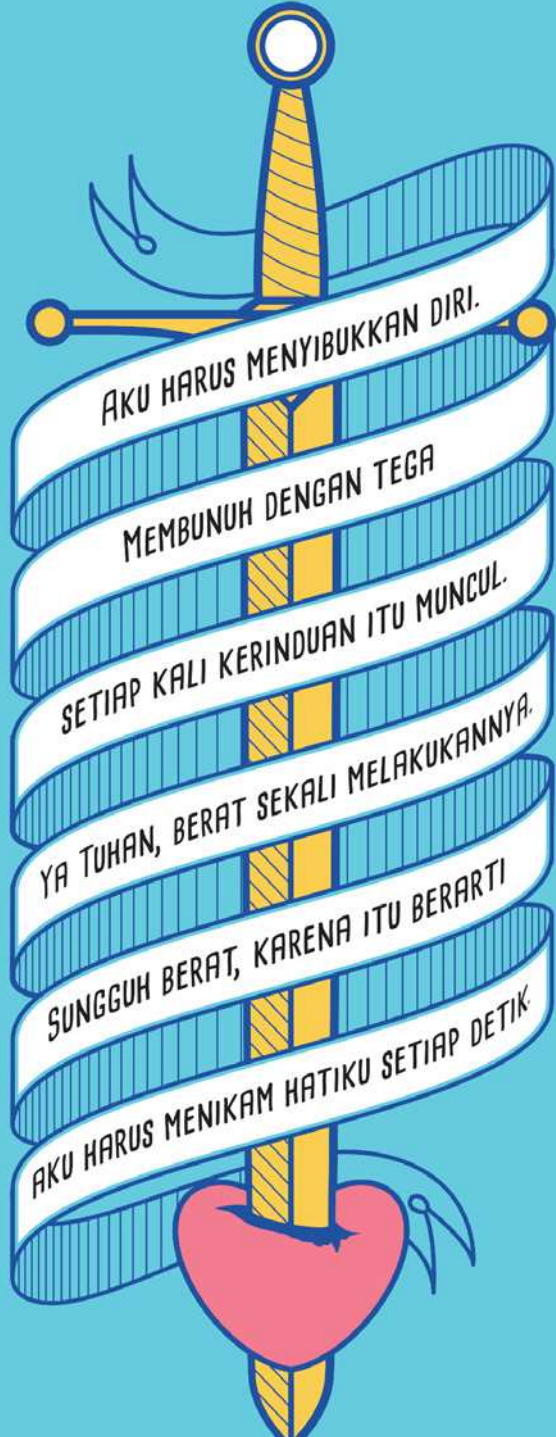 AKU HARUS MENYIBUKKAN DIRI.
MEMBUNUH DENGAN TEGA
SETIAP KALI KERINDUAN ITU MUNCUL.
YA TUHAN, BERAT SEKALI MELAKUKANNYA.
SUNGGUH BERAT, KARENA ITU BERARTI
AKU HARUS MENIKAM HATIKU SETIAP DETIK.